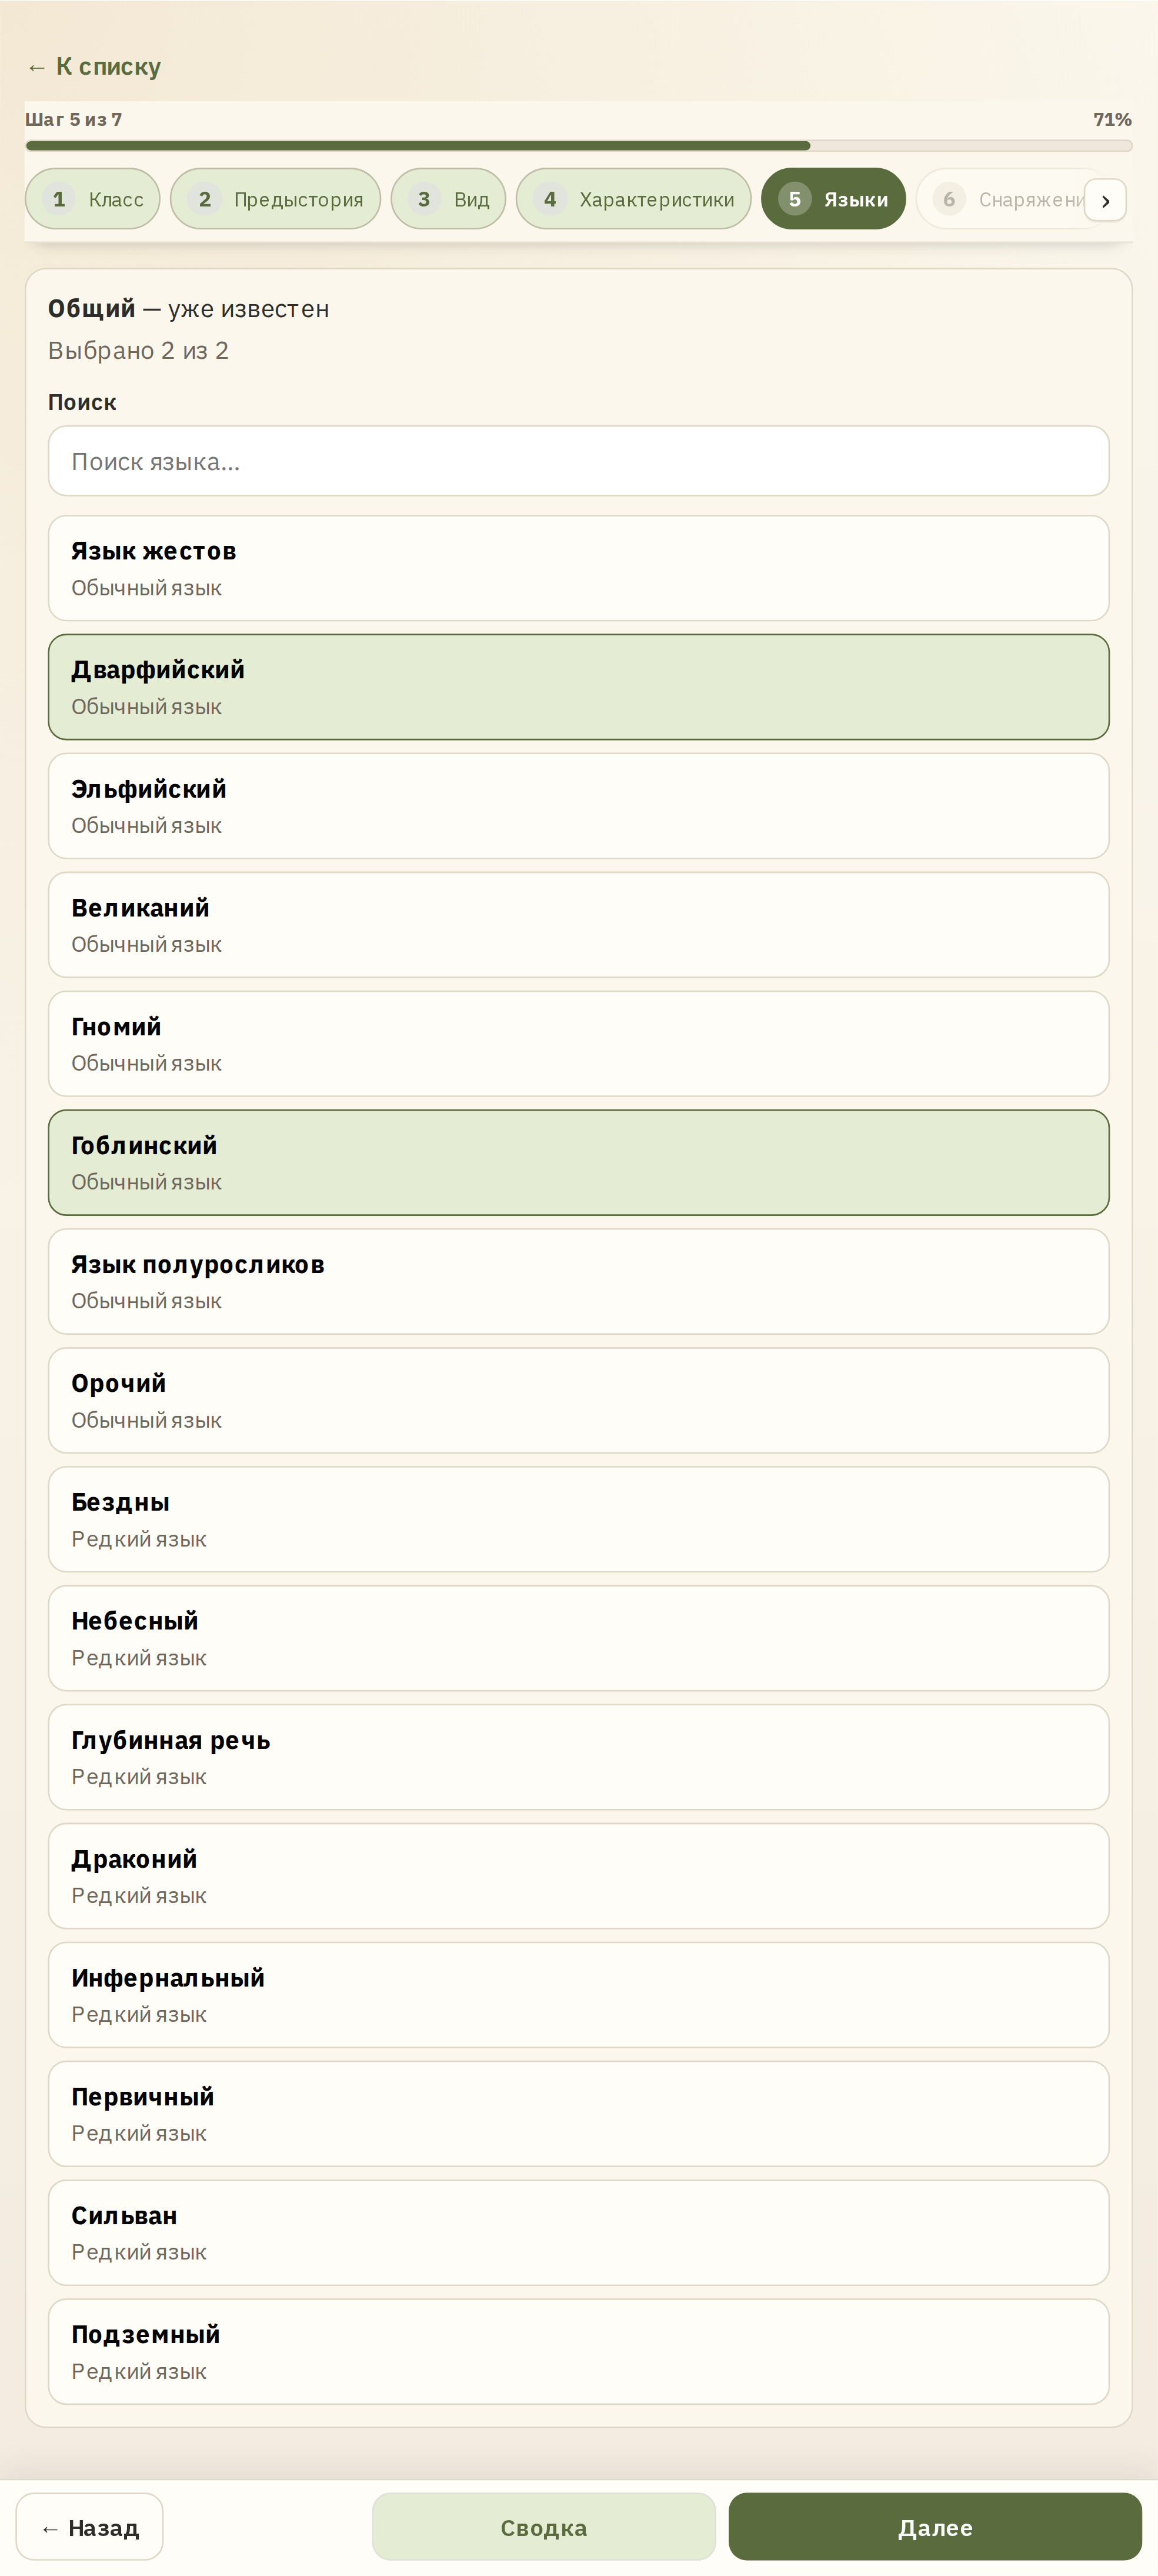 ← К списку
Шаг 5 из 7 71%
1 Класс 2 Предыстория 3 Вид 4 Характеристики 5 Языки 6 Снаряжени ›
Общий — уже известен
Выбрано 2 из 2
Поиск
Поиск языка...
Язык жестов
Обычный язык
Дварфийский
Обычный язык
Эльфийский
Обычный язык
Великаний
Обычный язык
Гномий
Обычный язык
Гоблинский
Обычный язык
Язык полуросликов
Обычный язык
Орочий
Обычный язык
Бездны
Редкий язык
Небесный
Редкий язык
Глубинная речь
Редкий язык
Драконий
Редкий язык
Инфернальный
Редкий язык
Первичный
Редкий язык
Сильван
Редкий язык
Подземный
Редкий язык
← Назад Сводка Далее